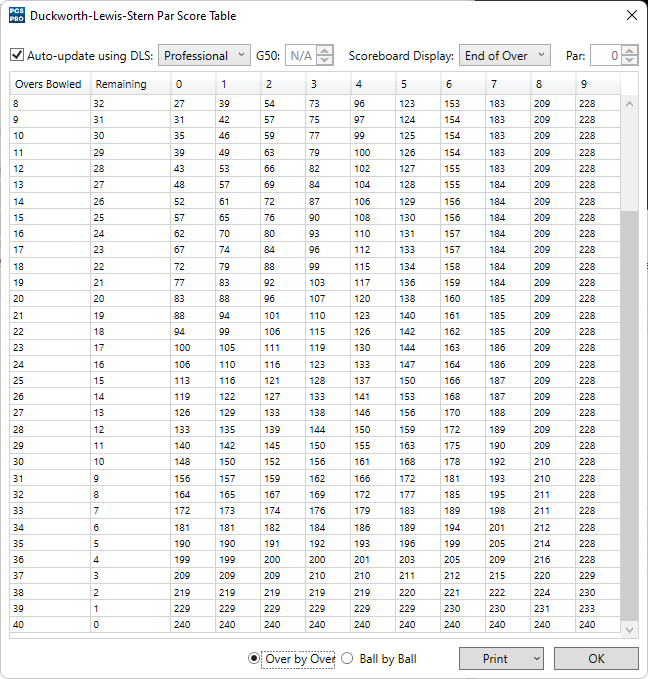 PCS PRO Duckworth-Lewis-Stern Par Score Table
Auto-update using DLS: Professional G50: N/A Scoreboard Display: End of Over Par: 0
Overs Bowled Remaining 0 1 2 3 4 5 6 7 8 9
8 32 27 39 54 73 96 123 153 183 209 228
9 31 31 42 57 75 97 124 154 183 209 228
10 30 35 46 59 77 99 125 154 183 209 228
11 29 39 49 63 79 100 126 154 183 209 228
12 28 43 53 66 82 102 127 155 183 209 228
13 27 48 57 69 84 104 128 155 184 209 228
14 26 52 61 72 87 106 129 156 184 209 228
15 25 57 65 76 90 108 130 156 184 209 228
16 24 62 70 80 93 110 131 157 184 209 228
17 23 67 74 84 96 112 133 157 184 209 228
18 22 72 79 88 99 115 134 158 184 209 228
19 21 77 83 92 103 117 136 159 184 209 228
20 20 83 88 96 107 120 138 160 185 209 228
21 19 88 94 101 110 123 140 161 185 209 228
22 18 94 99 106 115 126 142 162 185 209 228
23 17 100 105 111 119 130 144 163 186 209 228
24 16 106 110 116 123 133 147 164 186 209 228
25 15 113 116 121 128 137 150 166 187 209 228
26 14 119 122 127 133 141 153 168 187 209 228
27 13 126 129 133 138 146 156 170 188 209 228
28 12 133 135 139 144 150 159 172 189 209 228
29 11 140 142 145 150 155 163 175 190 209 228
30 10 148 150 152 156 161 168 178 192 210 228
31 9 156 157 159 162 166 172 181 193 210 228
32 8 164 165 167 169 172 177 185 195 211 228
33 7 172 173 174 176 179 183 189 198 211 228
34 6 181 181 182 184 186 189 194 201 212 228
35 5 190 190 191 192 193 196 199 205 214 228
36 4 199 199 200 200 201 203 205 209 216 228
37 3 209 209 209 210 210 211 212 215 220 229
38 2 219 219 219 219 220 221 222 224 230
39 1 229 229 229 229 229 230 230 231 233
40 0 240 240 240 240 240 240 240 240 240 240
Over by Over Ball by Ball Print OK